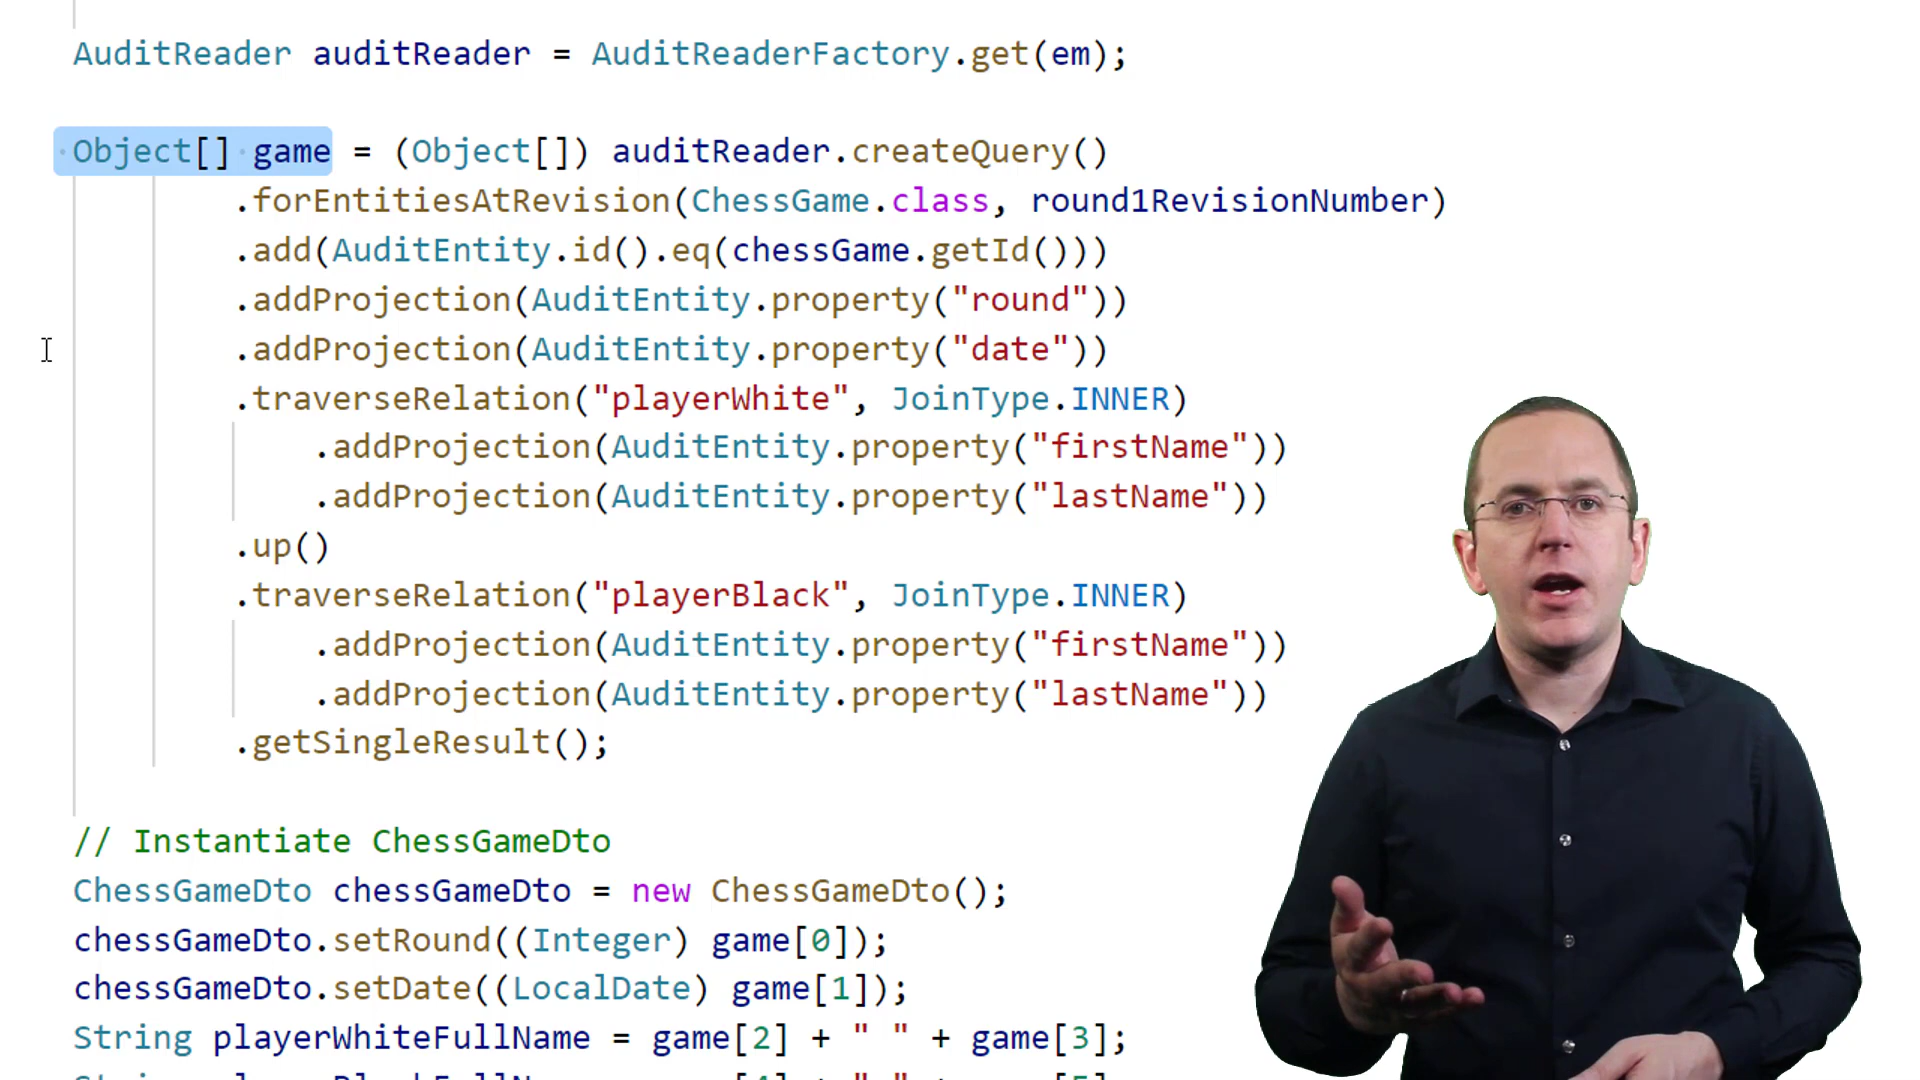 AuditReader auditReader = AuditReaderFactory.get(em);
Object[] game = (Object[]) auditReader.createQuery()
.forEntitiesAtRevision(ChessGame.class, round1RevisionNumber)
.add(AuditEntity.id().eq(chessGame.getId()))
.addProjection(AuditEntity.property("round"))
.addProjection(AuditEntity.property("date"))
.traverseRelation("playerWhite", JoinType.INNER)
.addProjection(AuditEntity.property("firstName"))
.addProjection(AuditEntity.property("lastName"))
.up()
.traverseRelation("playerBlack", JoinType.INNER)
.addProjection(AuditEntity.property("firstName"))
.addProjection(AuditEntity.property("lastName"))
.getSingleResult();
// Instantiate ChessGameDto
ChessGameDto chessGameDto = new ChessGameDto();
chessGameDto.setRound((Integer) game[0]);
chessGameDto.setDate((LocalDate) game[1]);
String playerWhiteFullName = game[2] + " " + game[3];